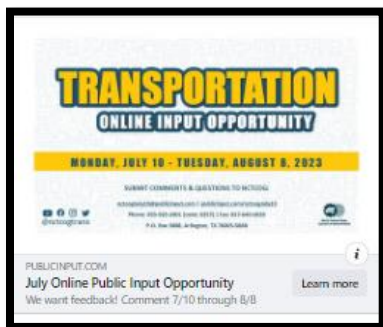 TRANSPORTATION
ONLINE INPUT OPPORTUNITY
MONDAY, JULY 10 - TUESDAY, AUGUST 8, 2023
SUBMIT COMMENTS & QUESTIONS TO NCTCOG:
@nctcogtrans
P.O. Box 5888, Arlington, TX 76005-5888
PUBLICINPUT.COM
i
July Online Public Input Opportunity
Learn more
We want feedback! Comment 7/10 through 8/8